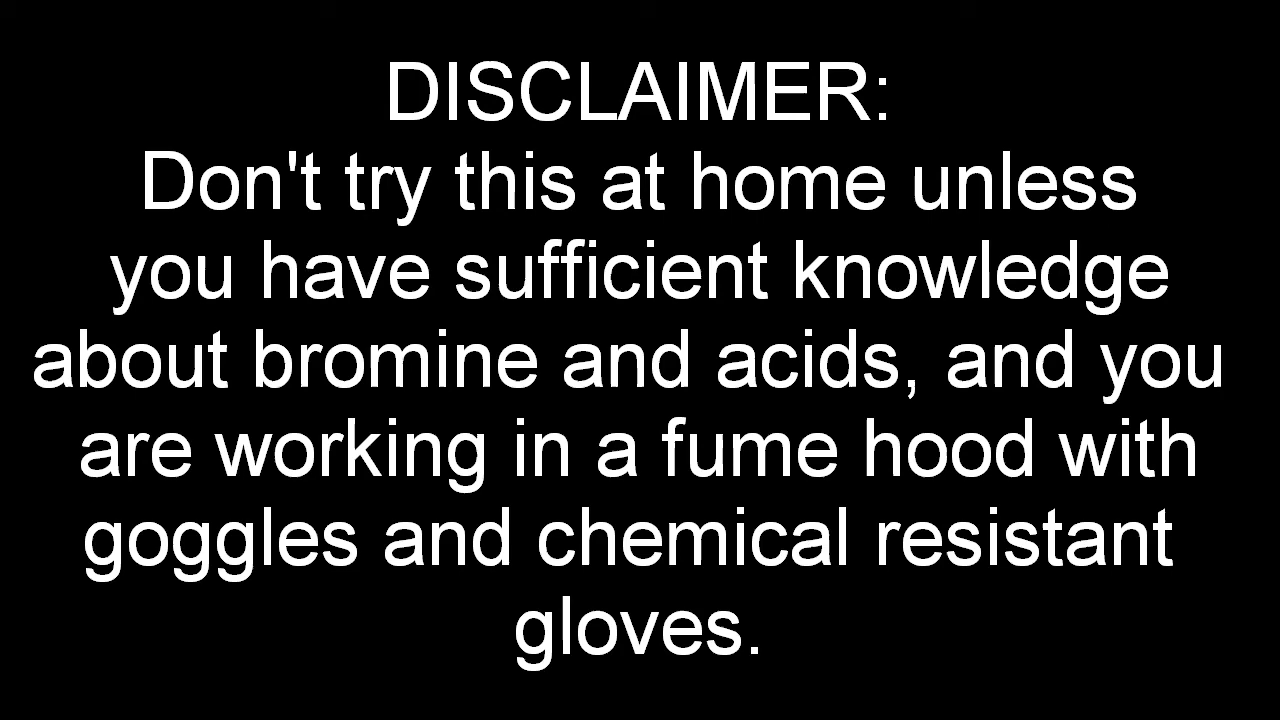 DISCLAIMER:
Don't try this at home unless
you have sufficient knowledge
about bromine and acids, and you
are working in a fume hood with
goggles and chemical resistant
gloves.